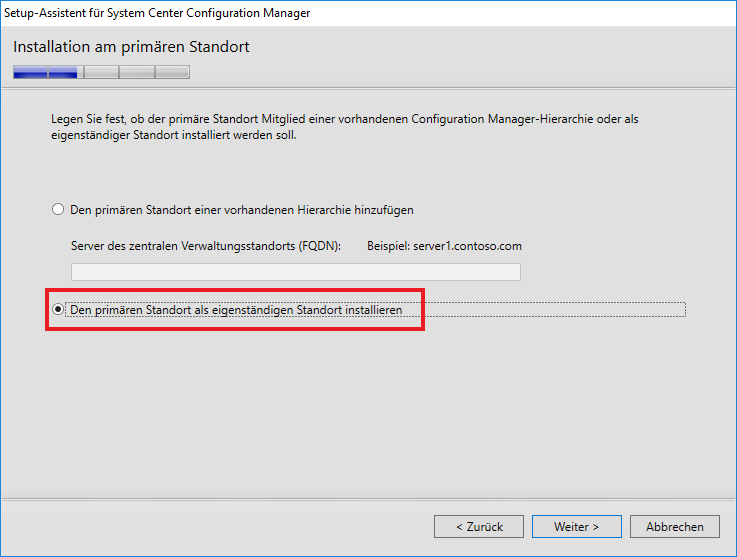 Setup-Assistent für System Center Configuration Manager
Installation am primären Standort
Legen Sie fest, ob der primäre Standort Mitglied einer vorhandenen Configuration Manager-Hierarchie oder als
eigenständiger Standort installiert werden soll.
Den primären Standort einer vorhandenen Hierarchie hinzufügen
Server des zentralen Verwaltungsstandorts (FQDN): Beispiel: server1.contoso.com
Den primären Standort als eigenständigen Standort installieren
< Zurück Weiter > Abbrechen